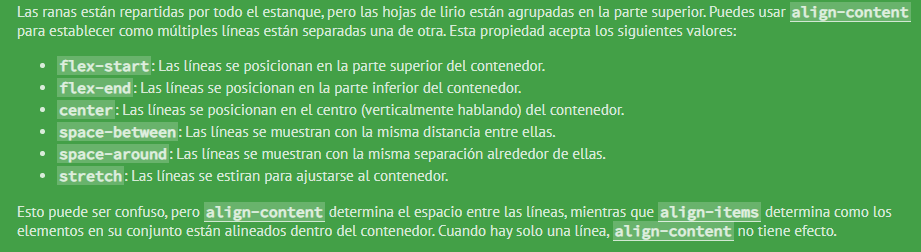 Las ranas están repartidas por todo el estanque, pero las hojas de lirio están agrupadas en la parte superior. Puedes usar align-content
para establecer como múltiples líneas están separadas una de otra. Esta propiedad acepta los siguientes valores:
• flex-start: Las líneas se posicionan en la parte superior del contenedor.
• flex-end: Las líneas se posicionan en la parte inferior del contenedor.
• center: Las líneas se posicionan en el centro (verticalmente hablando) del contenedor.
• space-between: Las líneas se muestran con la misma distancia entre ellas.
• space-around: Las líneas se muestran con la misma separación alrededor de ellas.
• stretch: Las líneas se estiran para ajustarse al contenedor.
Esto puede ser confuso, pero align-content determina el espacio entre las líneas, mientras que align-items determina como los
elementos en su conjunto están alineados dentro del contenedor. Cuando hay solo una línea, align-content no tiene efecto.